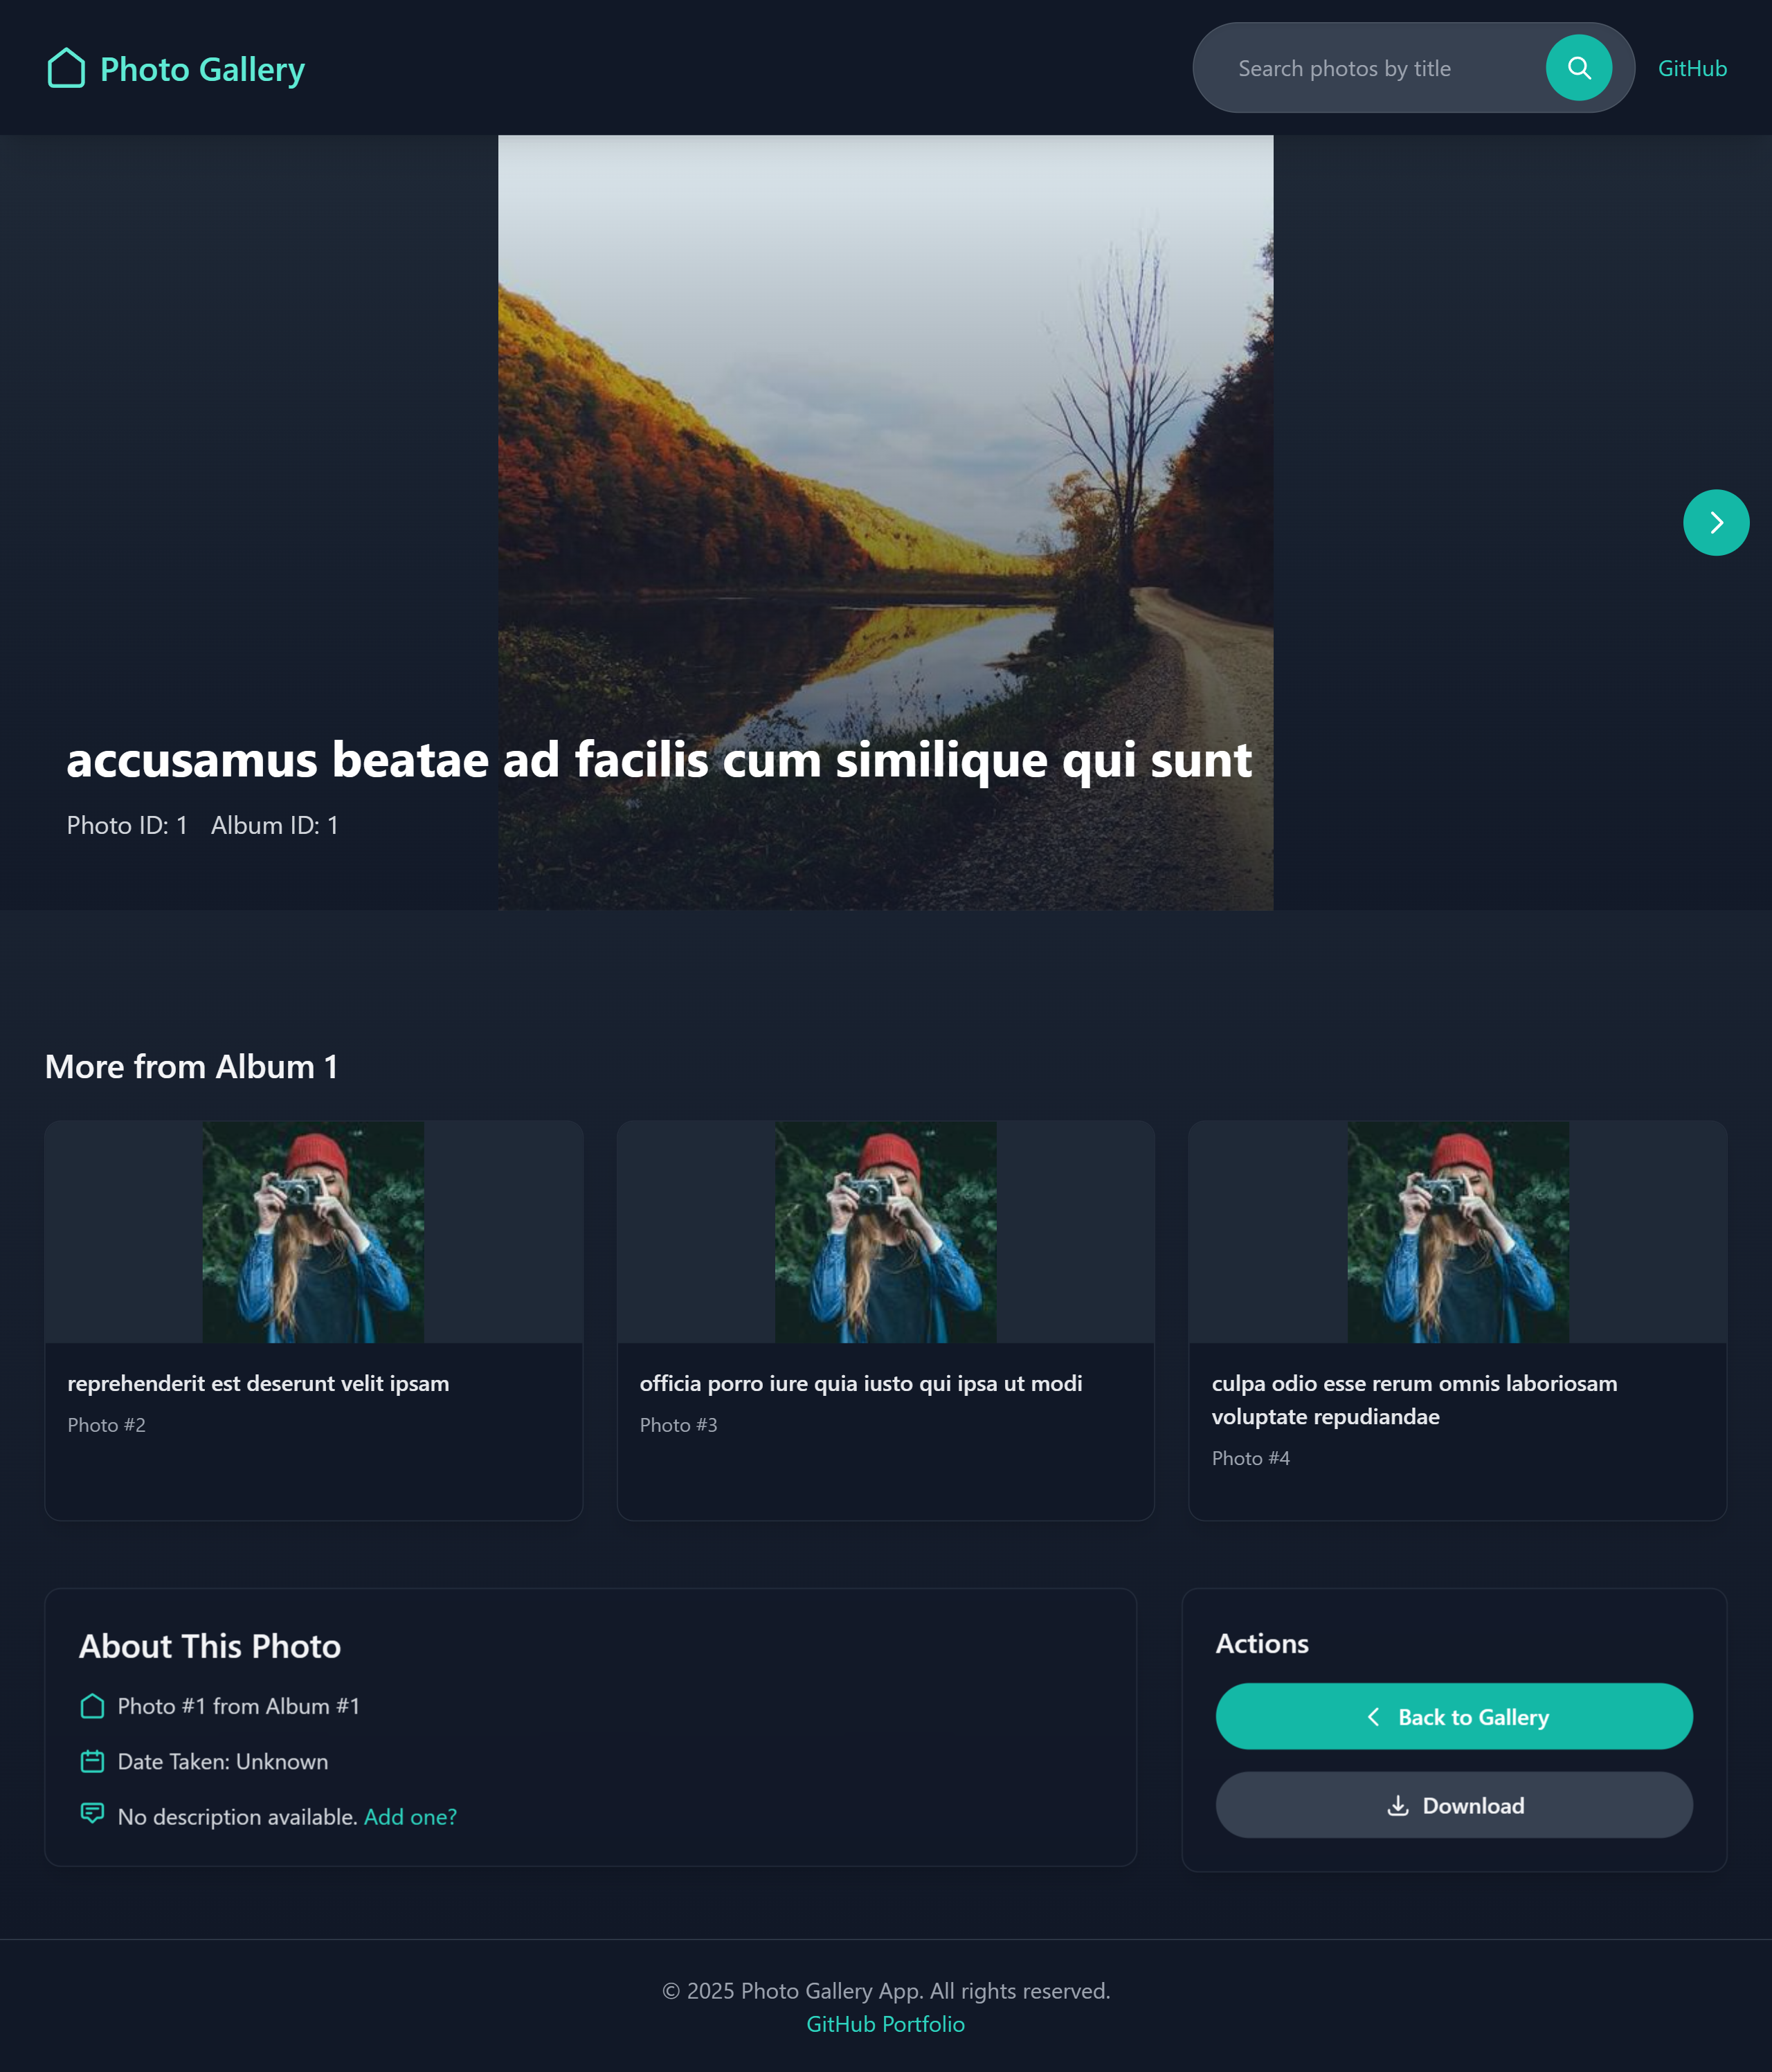 Photo Gallery
Search photos by title
GitHub
accusamus beatae ad facilis cum similique qui sunt
Photo ID: 1 Album ID: 1
More from Album 1
reprehenderit est deserunt velit ipsam
Photo #2
officia porro iure quia iusto qui ipsa ut modi
Photo #3
culpa odio esse rerum omnis laboriosam
voluptate repudiandae
Photo #4
About This Photo
Photo #1 from Album #1
Date Taken: Unknown
No description available. Add one?
Actions
Back to Gallery
Download
© 2025 Photo Gallery App. All rights reserved.
GitHub Portfolio